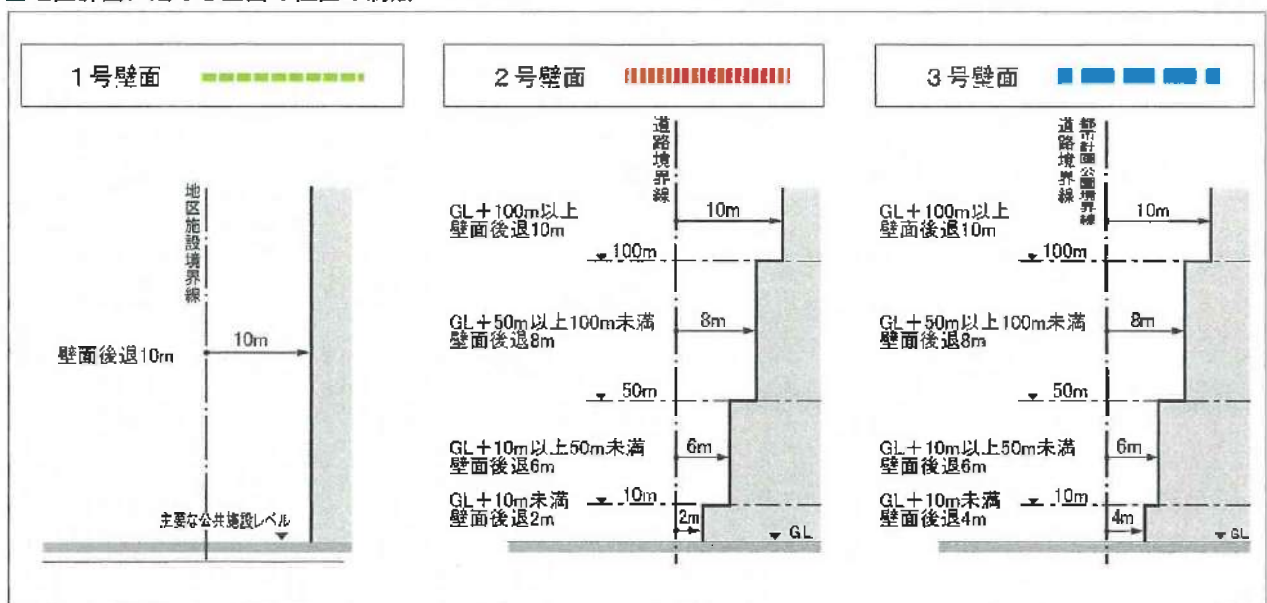 1号壁面
地区施設境界線
10m
壁面後退10m
主要な公共施設レベル
2号壁面
道路境界線
GL+100m以上
壁面後退10m
10m
100m
GL+50m以上100m未満
壁面後退8m
8m
50m
GL+10m以上50m未満
壁面後退6m
6m
GL+10m未満
壁面後退2m
10m
2m
GL
3号壁面
道路境界線
都市計画公園境界線
GL+100m以上
壁面後退10m
10m
100m
GL+50m以上100m未満
壁面後退8m
8m
50m
GL+10m以上50m未満
壁面後退6m
6m
GL+10m未満
壁面後退4m
10m
4m
GL